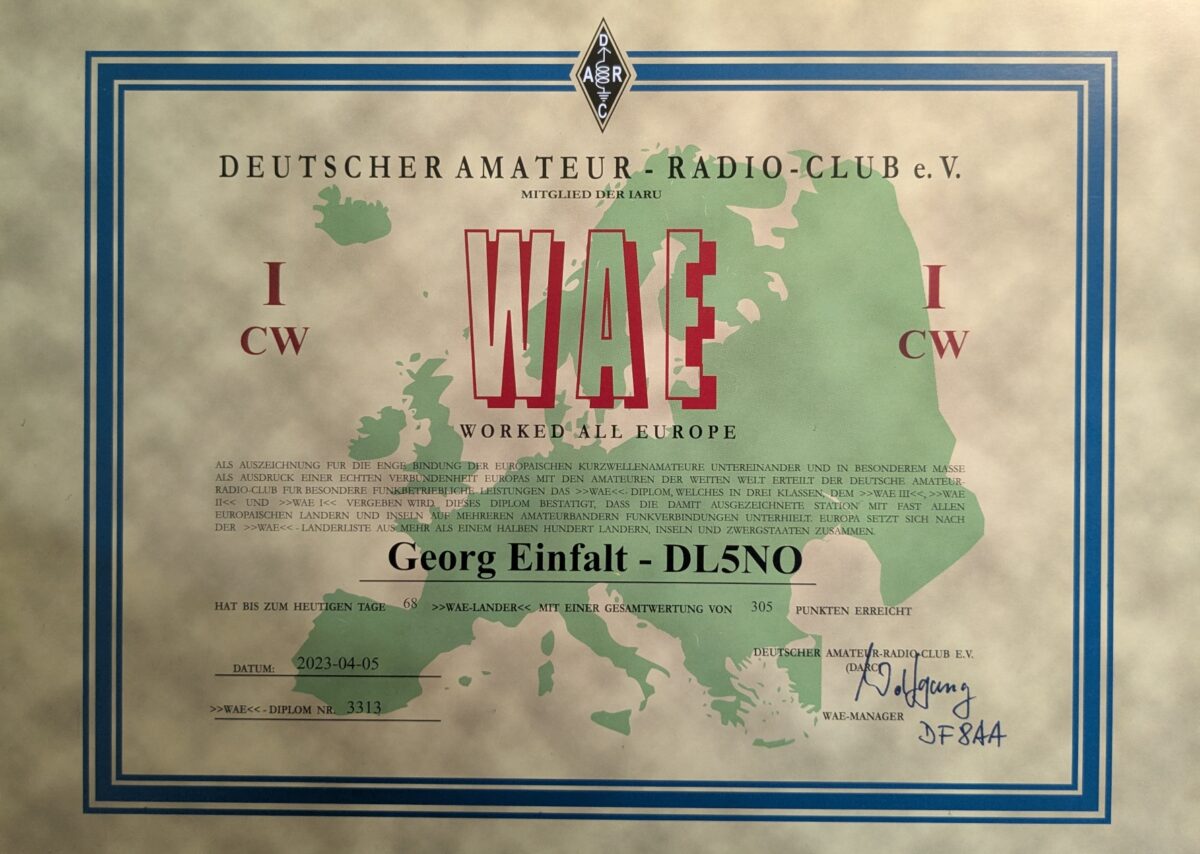 D
A R
C
DEUTSCHER AMATEUR - RADIO-CLUB e. V.
MITGLIED DER IARU
WAE
I
CW
I
CW
WORKED ALL EUROPE
ALS AUSZEICHNUNG FUR DIE ENGE BINDUNG DER EUROPAISCHEN KURZWELLENAMATEURE UNTEREINANDER UND IN BESONDEREM MASSE
ALS AUSDRUCK EINER ECHTEN VERBUNDENHEIT EUROPAS MIT DEN AMATEUREN DER WEITEN WELT ERTEILT DER DEUTSCHE AMATEUR-
RADIO-CLUB FUR BESONDERE FUNKBETRIEBLICHE LEISTUNGEN DAS >>WAE<<- DIPLOM, WELCHES IN DREI KLASSEN, DEM >>WAE III<<, >>WAE
II<< UND >>WAE I<< VERGEBEN WIRD. DIESES DIPLOM BESTATIGT, DASS DIE DAMIT AUSGEZEICHNETE STATION MIT FAST ALLEN
EUROPAISCHEN LANDERN UND INSELN AUF MEHREREN AMATEURBANDERN FUNKVERBINDUNGEN UNTERHIELT. EUROPA SETZT SICH NACH
DER >>WAE<< - LANDERLISTE AUS MEHR ALS EINEM HALBEN HUNDERT LANDERN, INSELN UND ZWERGSTAATEN ZUSAMMEN.
Georg Einfalt - DL5NO
HAT BIS ZUM HEUTIGEN TAGE 68 >>WAE-LANDER<< MIT EINER GESAMTWERTUNG VON 305 PUNKTEN ERREICHT
DATUM: 2023-04-05
>>WAE<< - DIPLOM NR. 3313
DEUTSCHER AMATEUR-RADIO-CLUB E.V.
(DARC)
Wolfgang
WAE-MANAGER
DF8AA